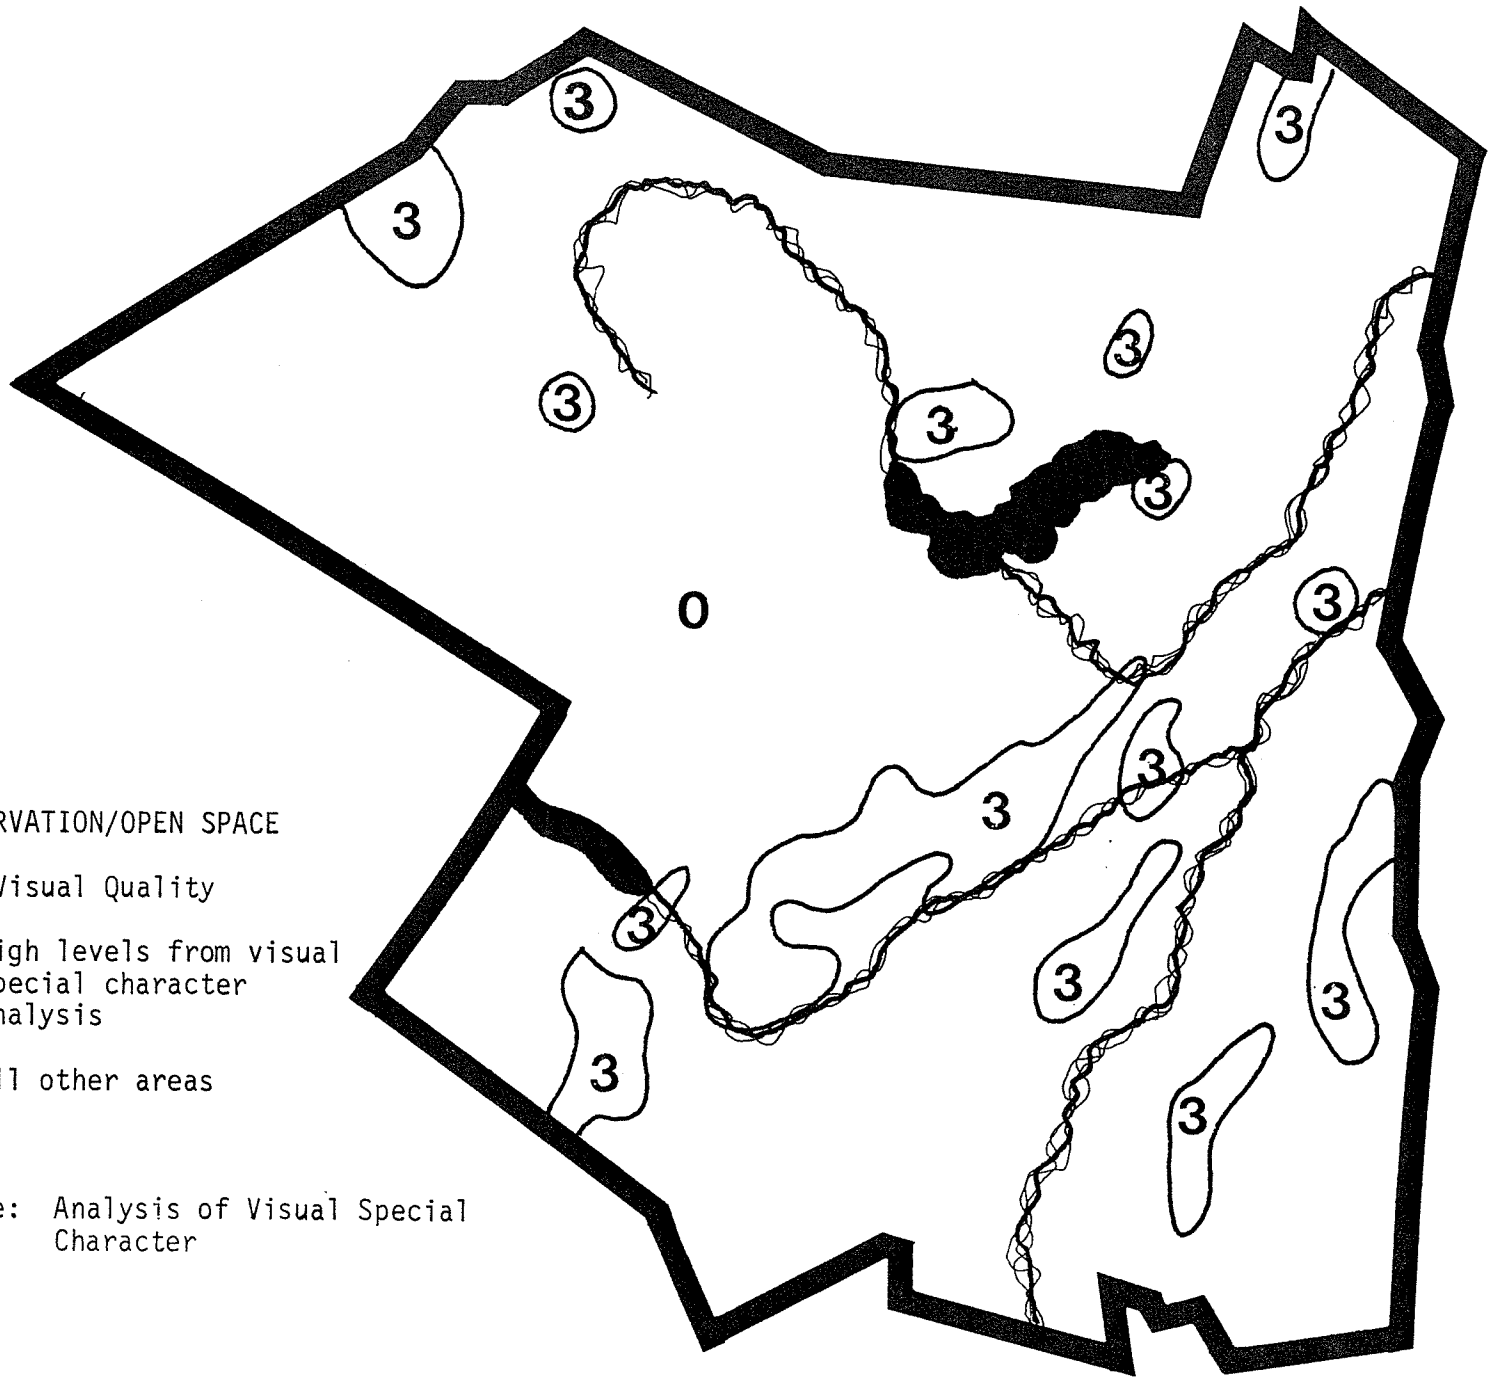 3
3
3
3
3
3
3
3
0
3
3
3
RVATION/OPEN SPACE
Visual Quality
3
igh levels from visual
pecial character
nalysis
3
3
3
ll other areas
3
e: Analysis of Visual Special
Character